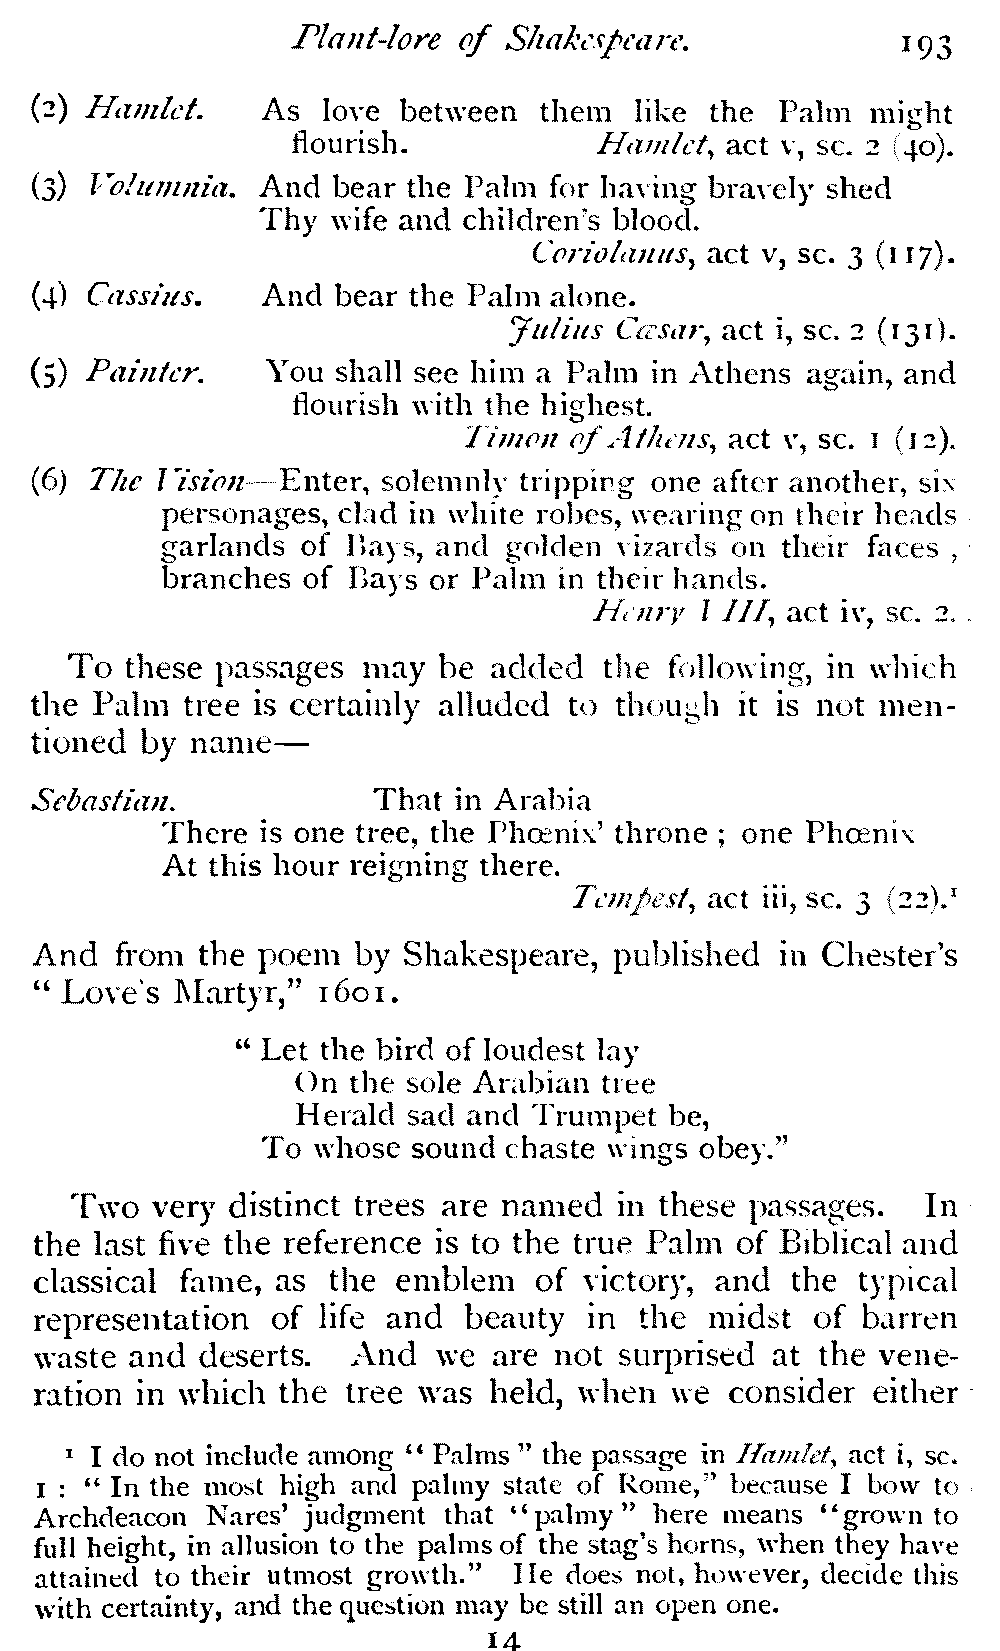 Plant-lore of Shakespeare. 193
(2) Hamlet. As love between them like the Palm might
flourish. Hamlet, act v, sc. 2 (40).
(3) Volumnia. And bear the Palm for having bravely shed
Thy wife and children's blood.
Coriolanus, act v, sc. 3 (117).
(4) Cassius. And bear the Palm alone.
Julius Cæsar, act i, sc. 2 (131).
(5) Painter. You shall see him a Palm in Athens again, and
flourish with the highest.
Timon of Athens, act v, sc. 1 (12).
(6) The Vision—Enter, solemnly tripping one after another, six
personages, clad in white robes, wearing on their heads
garlands of Bays, and golden vizards on their faces,
branches of Bays or Palm in their hands.
Henry VIII, act iv, sc. 2.
To these passages may be added the following, in which
the Palm tree is certainly alluded to though it is not men-
tioned by name—
Sebastian. That in Arabia
There is one tree, the Phœnix' throne ; one Phœnix
At this hour reigning there.
Tempest, act iii, sc. 3 (22).¹
And from the poem by Shakespeare, published in Chester's
“ Love's Martyr,” 1601.
“ Let the bird of loudest lay
On the sole Arabian tree
Herald sad and Trumpet be,
To whose sound chaste wings obey.”
Two very distinct trees are named in these passages. In
the last five the reference is to the true Palm of Biblical and
classical fame, as the emblem of victory, and the typical
representation of life and beauty in the midst of barren
waste and deserts. And we are not surprised at the vene-
ration in which the tree was held, when we consider either
¹ I do not include among “ Palms ” the passage in Hamlet, act i, sc.
1 : “ In the most high and palmy state of Rome,” because I bow to
Archdeacon Nares' judgment that “palmy” here means “grown to
full height, in allusion to the palms of the stag's horns, when they have
attained to their utmost growth.” He does not, however, decide this
with certainty, and the question may be still an open one.
14